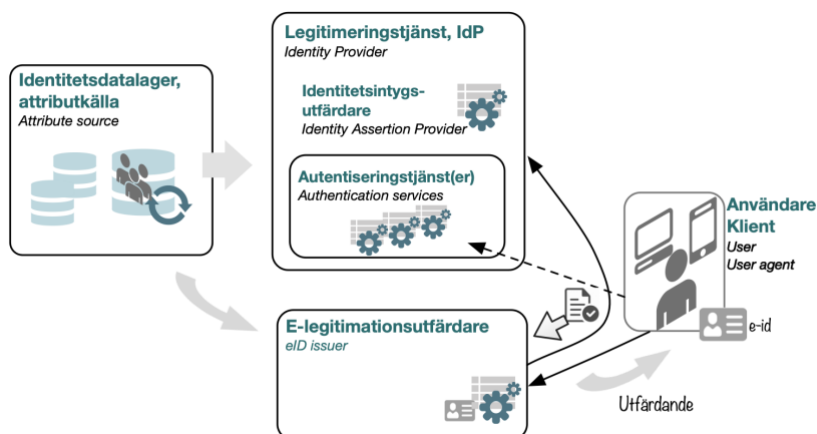 Identitetsdatalager,
attributkälla
Attribute source
Legitimeringstjänst, IdP
Identity Provider
Identitetsintygs-
utfärdare
Identity Assertion Provider
Autentiseringstjänst(er)
Authentication services
Användare
Klient
User
User agent
e-id
E-legitimationsutfärdare
eID issuer
Utfärdande